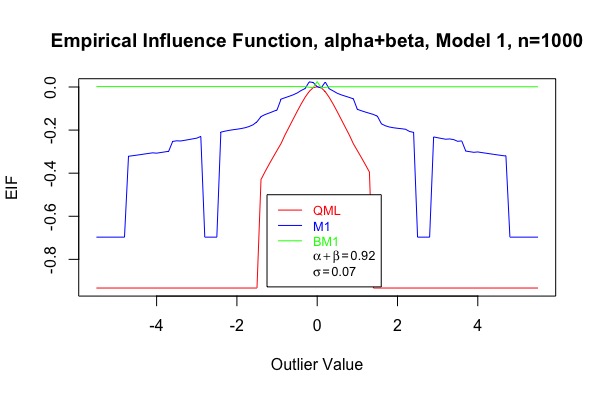 Empirical Influence Function, alpha+beta, Model 1, n=1000
EIF
0.0
-0.2
-0.4
-0.6
-0.8
QML
M1
BM1
α+β=0.92
σ=0.07
-4 -2 0 2 4
Outlier Value